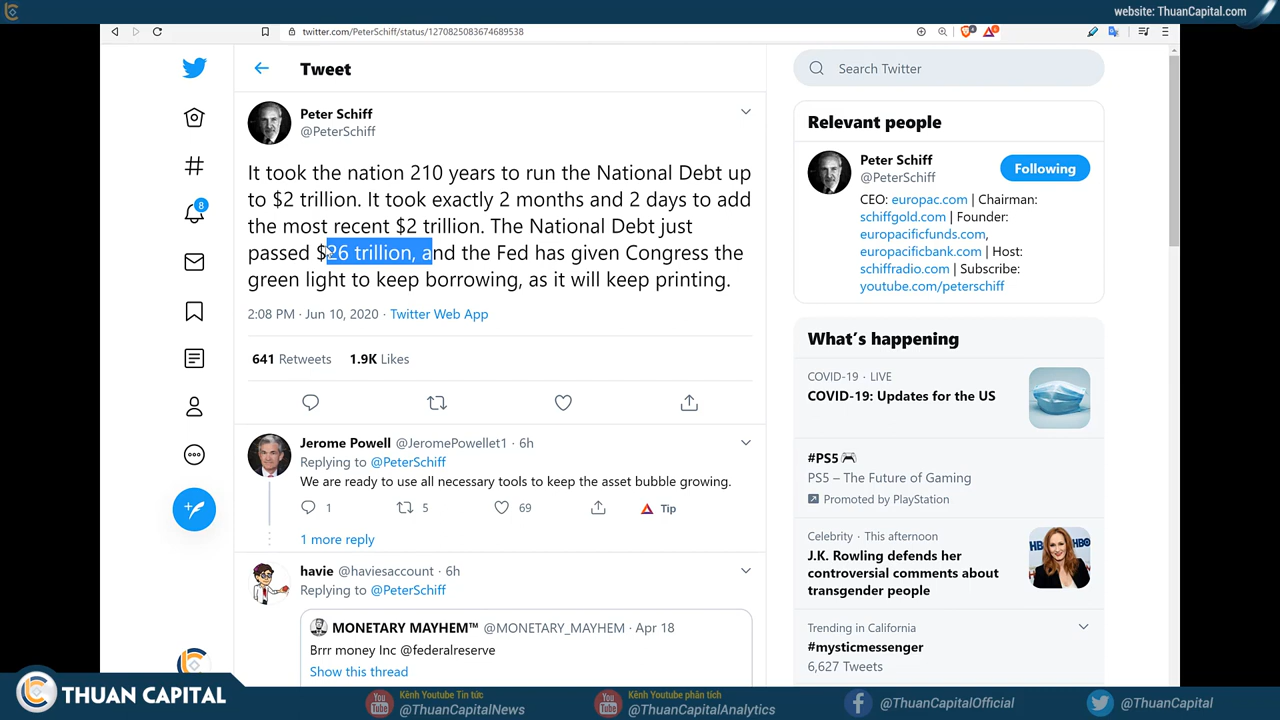 website: ThuanCapital.com
twitter.com/PeterSchiff/status/1270825083674689538
Tweet
Peter Schiff
@PeterSchiff
It took the nation 210 years to run the National Debt up
to $2 trillion. It took exactly 2 months and 2 days to add
the most recent $2 trillion. The National Debt just
passed $26 trillion, and the Fed has given Congress the
green light to keep borrowing, as it will keep printing.
2:08 PM · Jun 10, 2020 · Twitter Web App
641 Retweets 1.9K Likes
Jerome Powell @JeromePowellet1 · 6h
Replying to @PeterSchiff
We are ready to use all necessary tools to keep the asset bubble growing.
1 5 69 Tip
1 more reply
havie @haviesaccount · 6h
Replying to @PeterSchiff
MONETARY MAYHEM™ @MONETARY_MAYHEM · Apr 18
Brrr money Inc @federalreserve
Show this thread
8
Search Twitter
Relevant people
Peter Schiff
@PeterSchiff
Following
CEO: europac.com | Chairman:
schiffgold.com | Founder:
europacificfunds.com,
europacificbank.com | Host:
schiffradio.com | Subscribe:
youtube.com/peterschiff
What's happening
COVID-19 · LIVE
COVID-19: Updates for the US
#PS5
PS5 – The Future of Gaming
Promoted by PlayStation
Celebrity · This afternoon
J.K. Rowling defends her
controversial comments about
transgender people
HB HBO
Trending in California
#mysticmessenger
6,627 Tweets
THUAN CAPITAL
You Tube
Kênh Youtube Tin tức
@ThuanCapitalNews
You Tube
Kênh Youtube phân tích
@ThuanCapitalAnalytics
@ThuanCapitalOfficial
@ThuanCapital